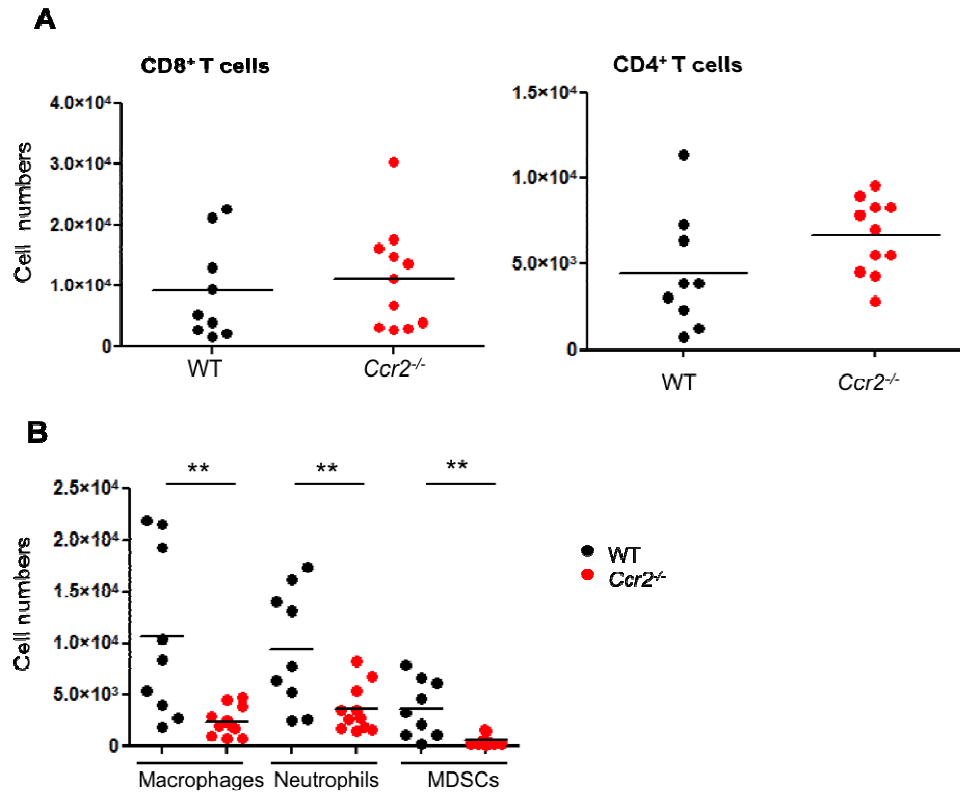 A
CD8⁺ T cells
Cell numbers
4.0×10⁴
3.0×10⁴
2.0×10⁴
1.0×10⁴
0
WT
Ccr2⁻/⁻
CD4⁺ T cells
1.5×10⁴
1.0×10⁴
5.0×10³
0
WT
Ccr2⁻/⁻
B
** ** **
Cell numbers
2.5×10⁴
2.0×10⁴
1.5×10⁴
1.0×10⁴
5.0×10³
0
Macrophages Neutrophils MDSCs
WT
Ccr2⁻/⁻